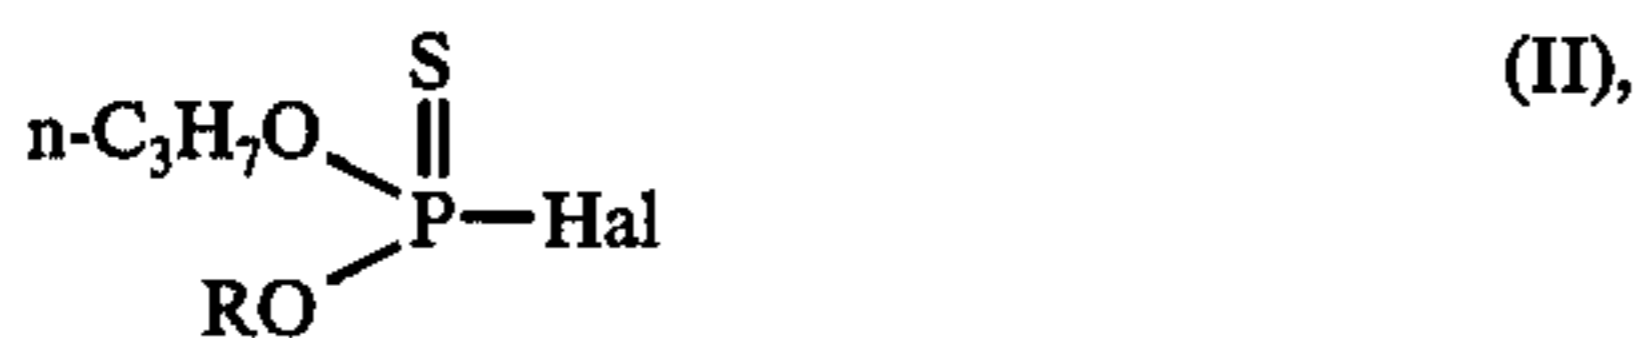 S
(II),
n-C₃H₇O
P—Hal
RO